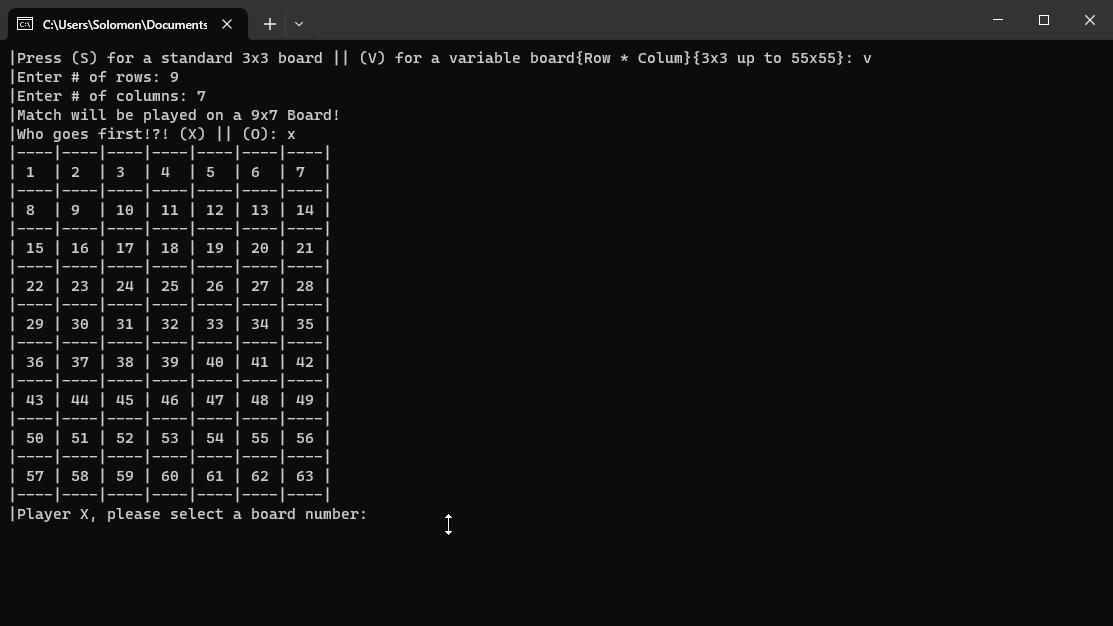 C:\Users\Solomon\Documents
|Press (S) for a standard 3x3 board || (V) for a variable board{Row * Colum}{3x3 up to 55x55}: v
|Enter # of rows: 9
|Enter # of columns: 7
|Match will be played on a 9x7 Board!
|Who goes first!?! (X) || (O): x
|----|----|----|----|----|----|----|
| 1  | 2  | 3  | 4  | 5  | 6  | 7  |
|----|----|----|----|----|----|----|
| 8  | 9  | 10 | 11 | 12 | 13 | 14 |
|----|----|----|----|----|----|----|
| 15 | 16 | 17 | 18 | 19 | 20 | 21 |
|----|----|----|----|----|----|----|
| 22 | 23 | 24 | 25 | 26 | 27 | 28 |
|----|----|----|----|----|----|----|
| 29 | 30 | 31 | 32 | 33 | 34 | 35 |
|----|----|----|----|----|----|----|
| 36 | 37 | 38 | 39 | 40 | 41 | 42 |
|----|----|----|----|----|----|----|
| 43 | 44 | 45 | 46 | 47 | 48 | 49 |
|----|----|----|----|----|----|----|
| 50 | 51 | 52 | 53 | 54 | 55 | 56 |
|----|----|----|----|----|----|----|
| 57 | 58 | 59 | 60 | 61 | 62 | 63 |
|----|----|----|----|----|----|----|
|Player X, please select a board number: